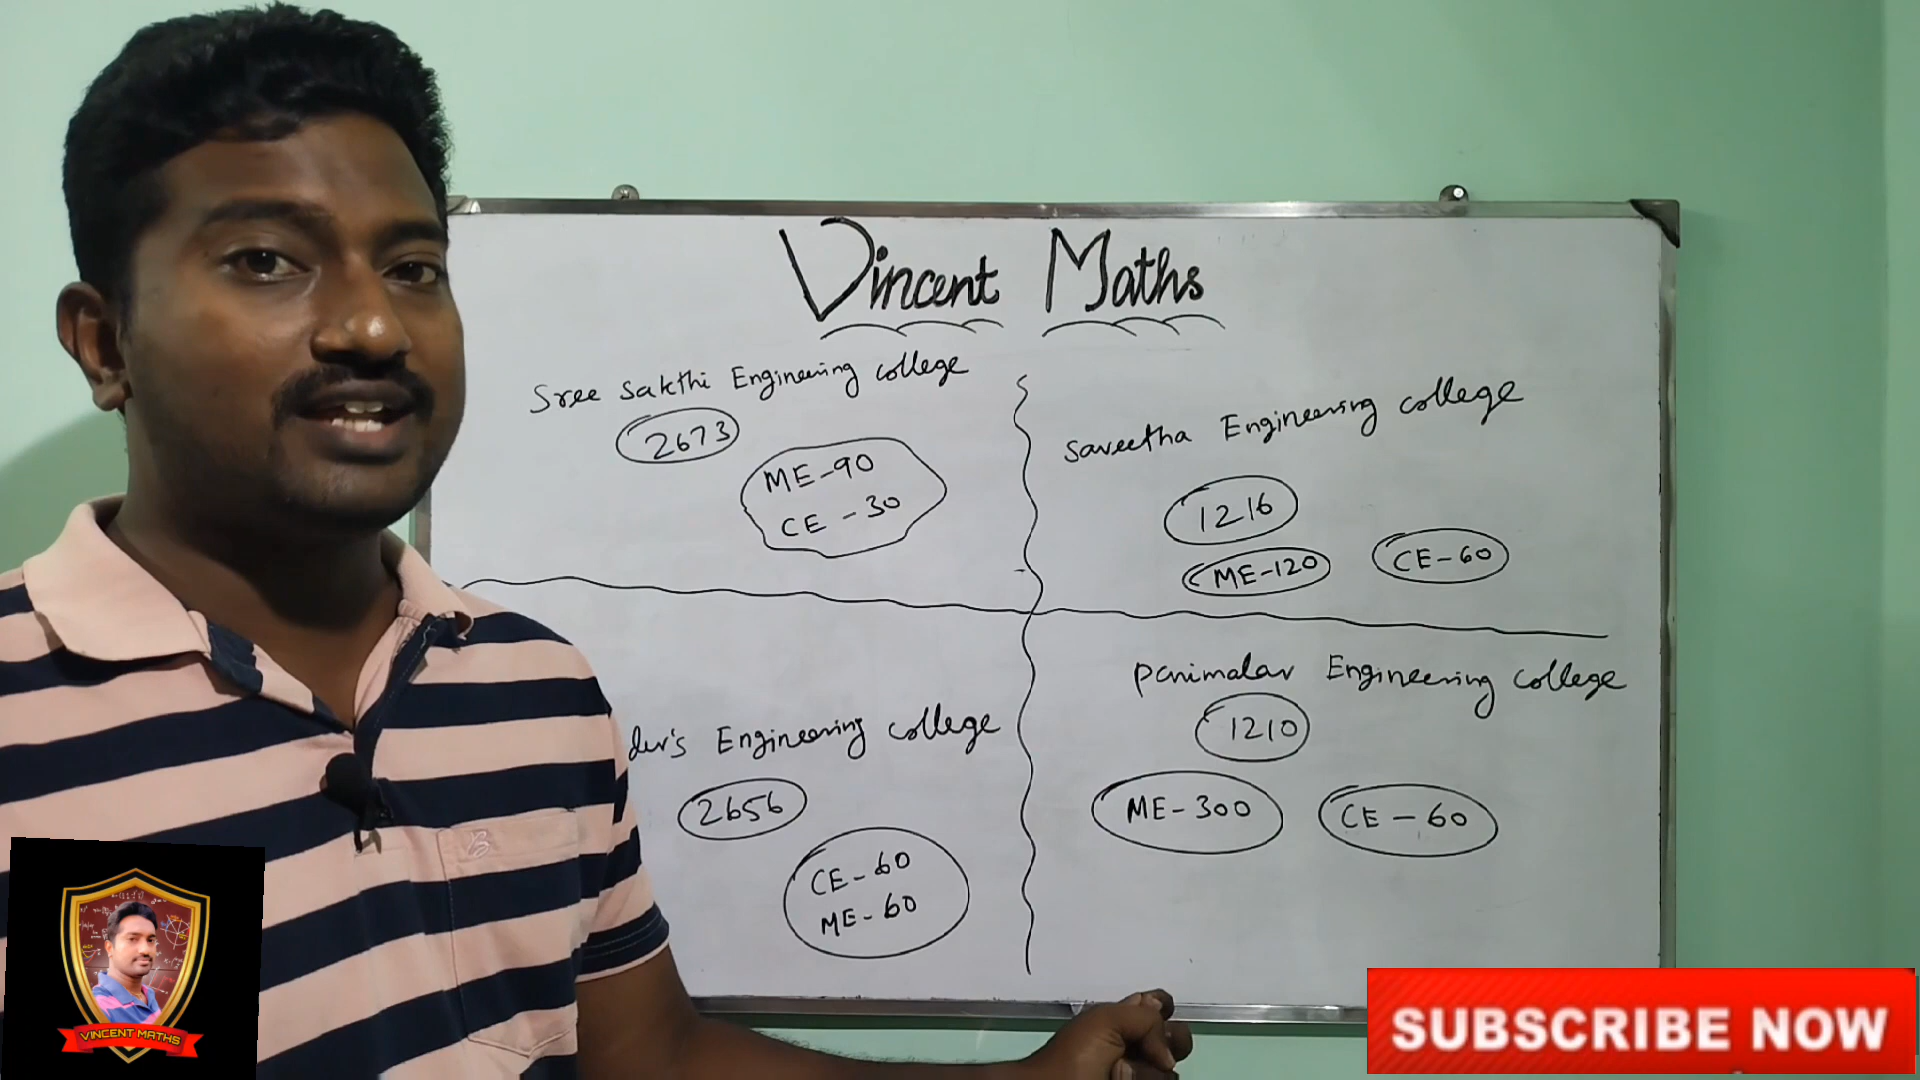 Vincent Maths
Sree Sakthi Engineering college
2673
ME-90
CE-30
Saveetha Engineering college
1216
ME-120
CE-60
Engineering college
2656
CE-60
ME-60
Panimalar Engineering college
1210
ME-300
CE-60
VINCENT MATHS
SUBSCRIBE NOW